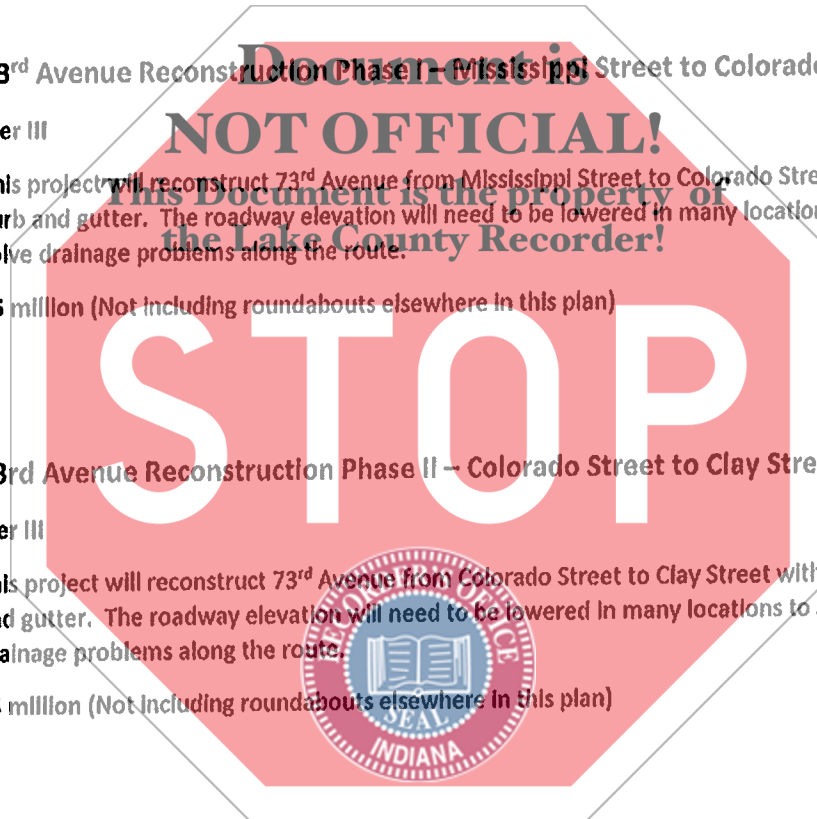 3rd Avenue Reconstruction Phase I – Mississippi Street to Colorado
Document is
NOT OFFICIAL!
er III
his project will reconstruct 73rd Avenue from Mississippi Street to Colorado Stre
This Document is the property of
urb and gutter. The roadway elevation will need to be lowered in many location
the Lake County Recorder!
lve drainage problems along the route.
million (Not including roundabouts elsewhere in this plan)
STOP
3rd Avenue Reconstruction Phase II – Colorado Street to Clay Stre
er III
his project will reconstruct 73rd Avenue from Colorado Street to Clay Street with
d gutter. The roadway elevation will need to be lowered in many locations to
ainage problems along the route.
million (Not including roundabouts elsewhere in this plan)
RECORDER'S OFFICE
SEAL
INDIANA